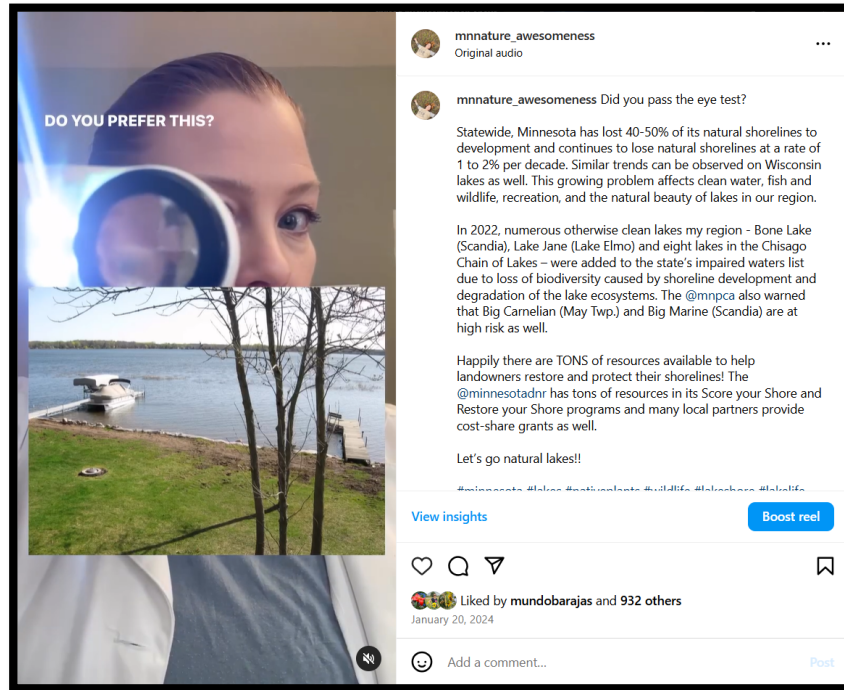 DO YOU PREFER THIS?
mnnature_awesomeness
Original audio
mnnature_awesomeness Did you pass the eye test?
Statewide, Minnesota has lost 40-50% of its natural shorelines to
development and continues to lose natural shorelines at a rate of
1 to 2% per decade. Similar trends can be observed on Wisconsin
lakes as well. This growing problem affects clean water, fish and
wildlife, recreation, and the natural beauty of lakes in our region.
In 2022, numerous otherwise clean lakes my region - Bone Lake
(Scandia), Lake Jane (Lake Elmo) and eight lakes in the Chisago
Chain of Lakes – were added to the state's impaired waters list
due to loss of biodiversity caused by shoreline development and
degradation of the lake ecosystems. The @mnpca also warned
that Big Carnelian (May Twp.) and Big Marine (Scandia) are at
high risk as well.
Happily there are TONS of resources available to help
landowners restore and protect their shorelines! The
@minnesotadnr has tons of resources in its Score your Shore and
Restore your Shore programs and many local partners provide
cost-share grants as well.
Let's go natural lakes!!
#minnesota #lakes #nativeplants #wildlife #lakeshore #lakelife
View insights
Boost reel
Liked by mundobarajas and 932 others
January 20, 2024
Add a comment...
Post